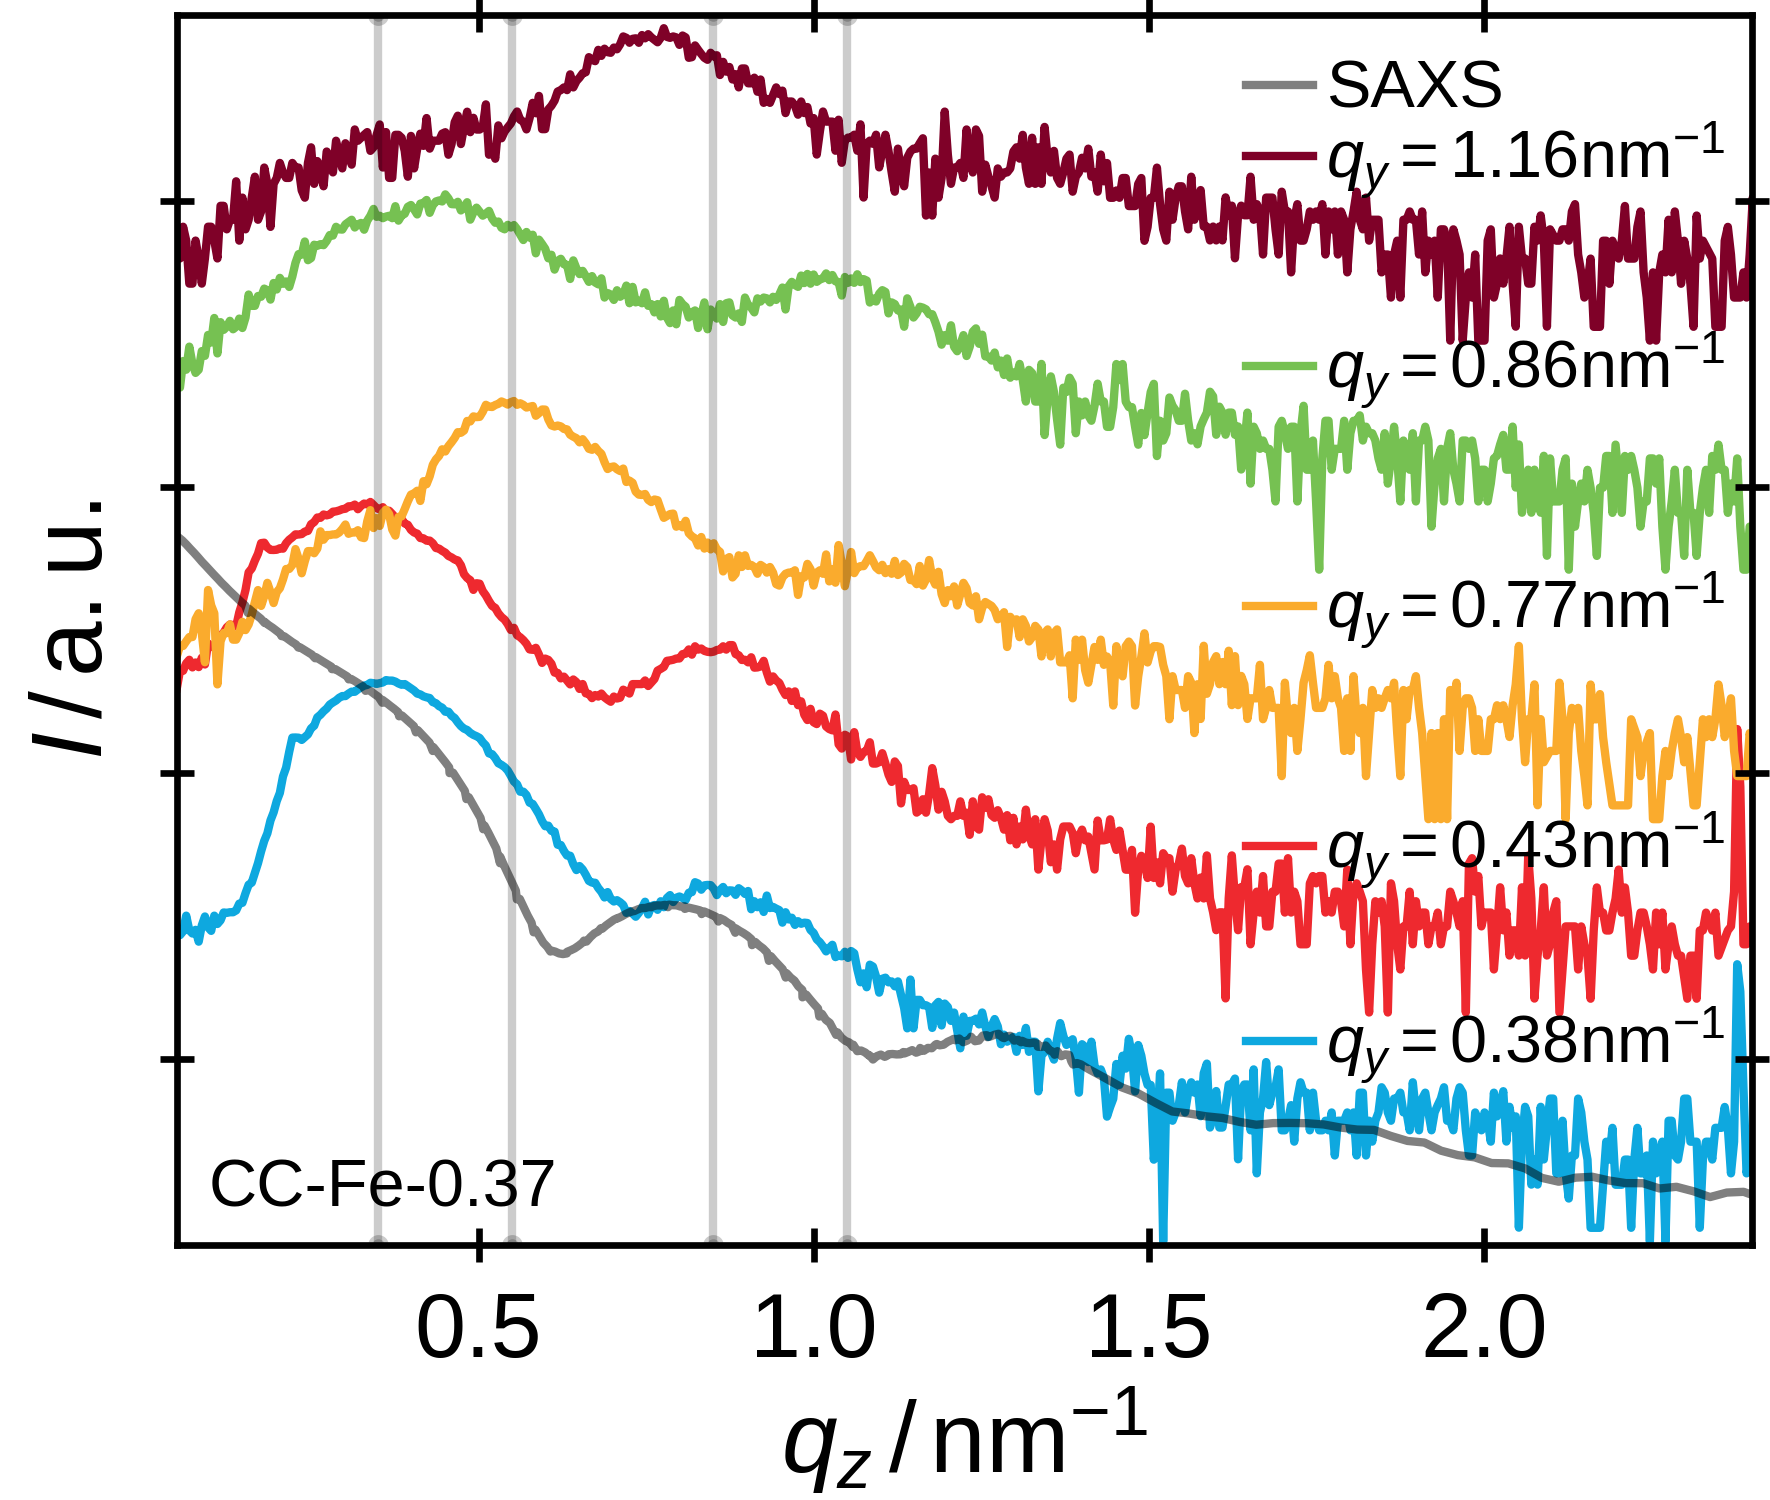 SAXS
q_y = 1.16nm⁻¹
q_y = 0.86nm⁻¹
q_y = 0.77nm⁻¹
q_y = 0.43nm⁻¹
q_y = 0.38nm⁻¹
I / a. u.
CC-Fe-0.37
0.5 1.0 1.5 2.0
q_z / nm⁻¹